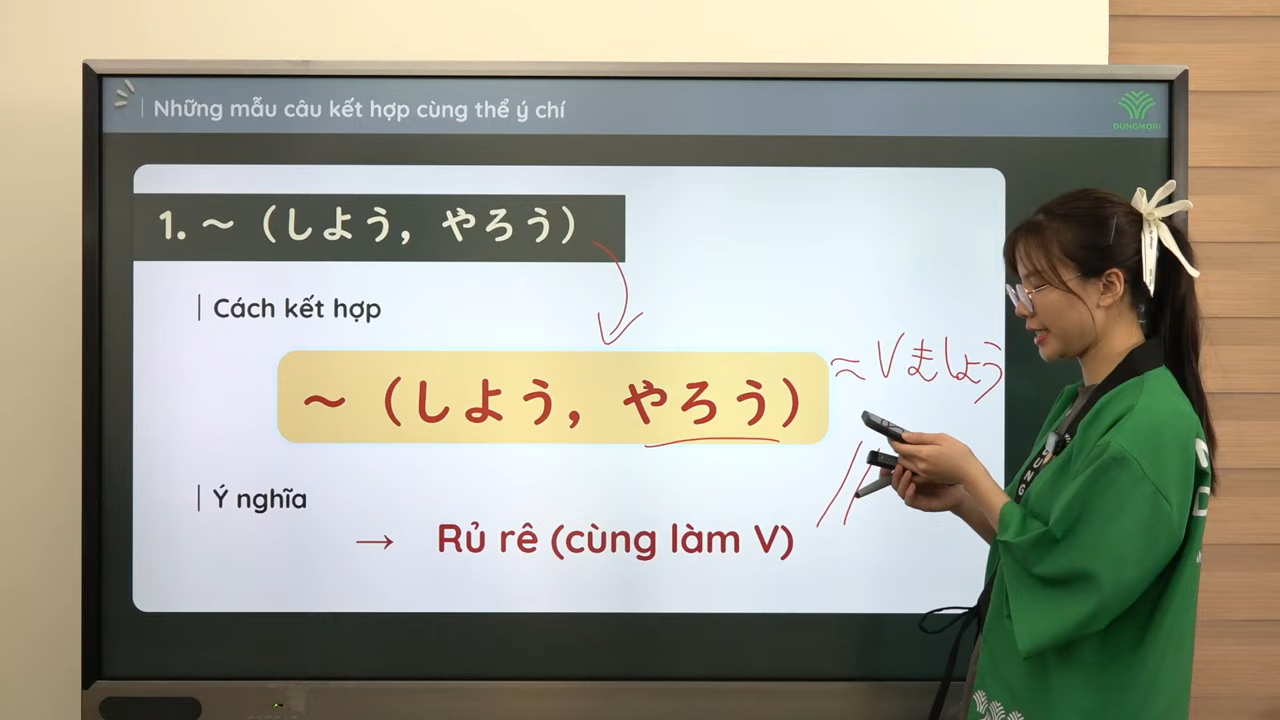 Những mẫu câu kết hợp cùng thể ý chí
DUNGMORI
1. ～（しよう, やろう）
Cách kết hợp
～（しよう, やろう）
≈ Vましょう
Ý nghĩa
→ Rủ rê (cùng làm V)